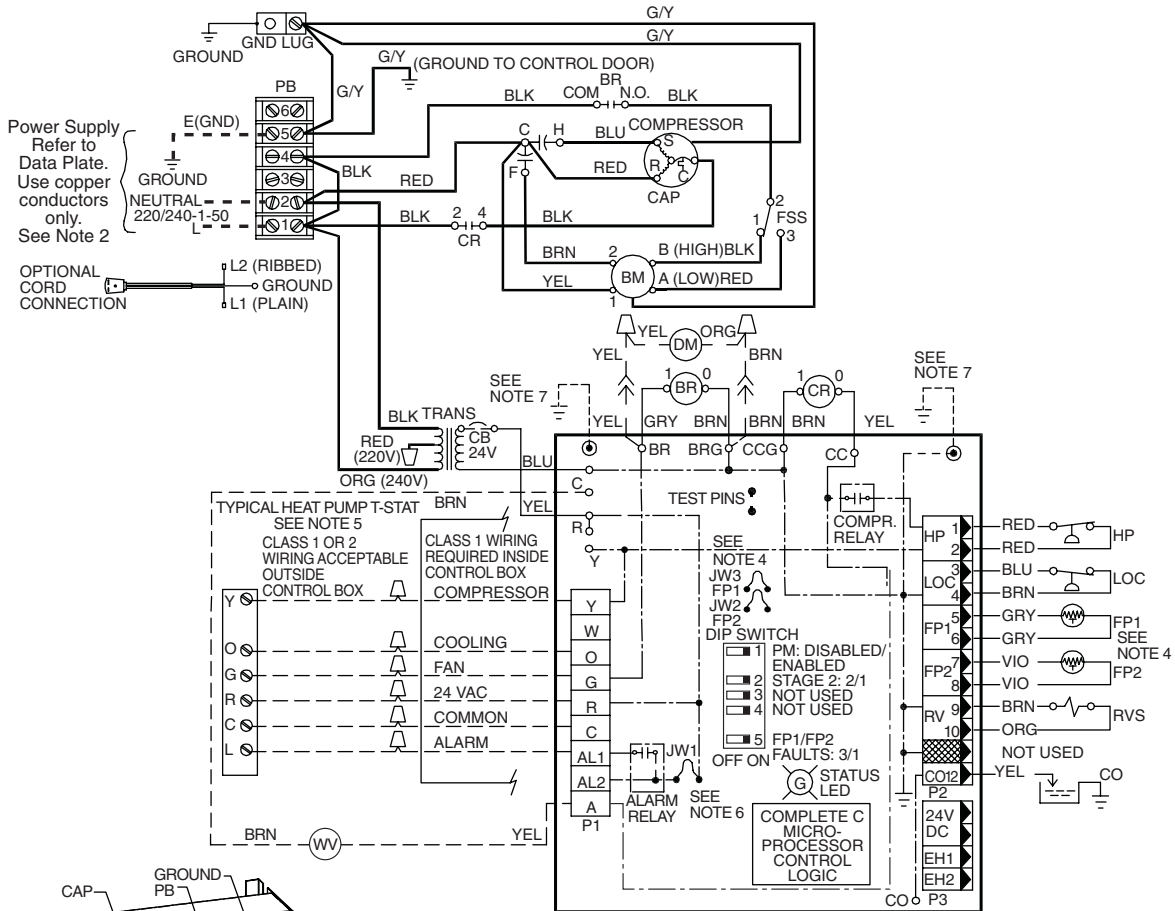 G/Y
G/Y
GROUND
GND LUG
G/Y
G/Y
(GROUND TO CONTROL DOOR)
PB
BR
COM
N.O.
BLK
BLK
Power Supply
Refer to
Data Plate.
Use copper
conductors
only.
See Note 2
E(GND)
GROUND
NEUTRAL
220/240-1-50
L
6
5
4
3
2
1
BLK
RED
C
H
BLU
COMPRESSOR
S
R
C
RED
CAP
F
BLK
2
4
CR
BLK
BRN
YEL
2
BM
1
B (HIGH)BLK
A (LOW)RED
2
1
FSS
3
OPTIONAL
CORD
CONNECTION
L2 (RIBBED)
GROUND
L1 (PLAIN)
YEL
DM
ORG
YEL
BRN
1
BR
0
1
CR
0
SEE
NOTE 7
SEE
NOTE 7
BLK
TRANS
RED
(220V)
CB
24V
ORG (240V)
BLU
YEL
GRY
BRN
BRN
BRN
YEL
BR
BRG
CCG
CC
BRN
YEL
C
R
Y
TEST PINS
COMPR.
RELAY
TYPICAL HEAT PUMP T-STAT
SEE NOTE 5
CLASS 1 OR 2
WIRING ACCEPTABLE
OUTSIDE
CONTROL BOX
CLASS 1 WIRING
REQUIRED INSIDE
CONTROL BOX
SEE
NOTE 4
JW3
FP1
JW2
FP2
DIP SWITCH
1 PM: DISABLED/
ENABLED
2 STAGE 2: 2/1
3 NOT USED
4 NOT USED
5 FP1/FP2
FAULTS: 3/1
OFF ON
G
STATUS
LED
Y
COMPRESSOR
Y
W
O
COOLING
O
G
FAN
G
R
24 VAC
R
C
COMMON
C
L
ALARM
AL1
AL2
A
P1
JW1
ALARM
RELAY
SEE
NOTE 6
BRN
WV
YEL
COMPLETE C
MICRO-
PROCESSOR
CONTROL
LOGIC
HP
1
RED
HP
2
RED
LOC
3
BLU
LOC
4
BRN
FP1
5
GRY
FP1
6
GRY
SEE
NOTE 4
FP2
7
VIO
FP2
8
VIO
RV
9
BRN
RVS
10
ORG
NOT USED
CO
12
YEL
CO
P2
24V
DC
EH1
EH2
CO
P3
CAP
GROUND
PB